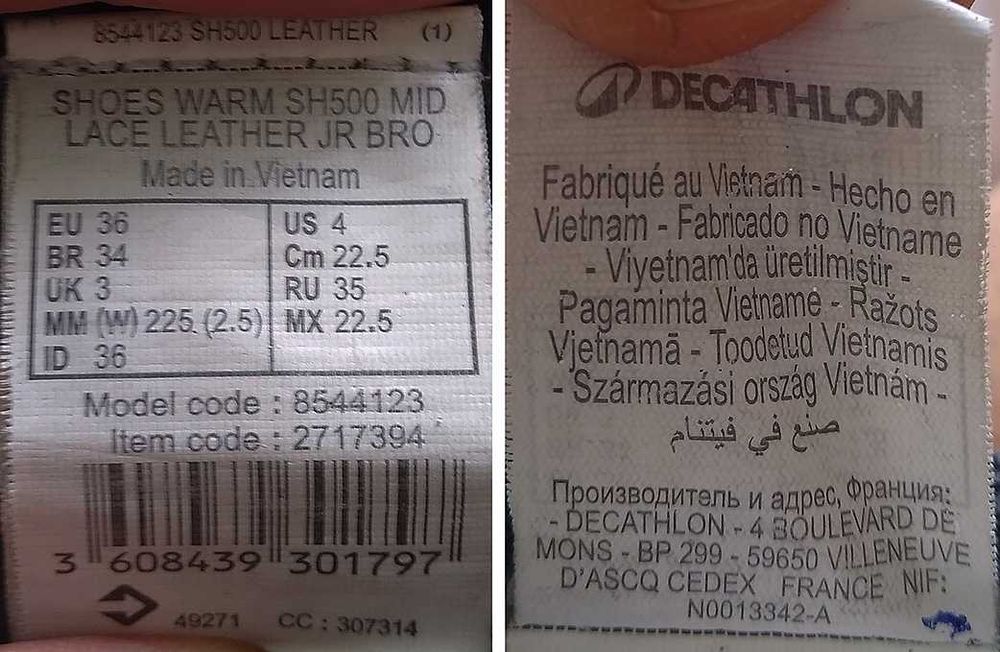 8544123 SH500 LEATHER (1)
SHOES WARM SH500 MID
LACE LEATHER JR BRO
Made in Vietnam
EU 36 US 4
BR 34 Cm 22.5
UK 3 RU 35
MM (W) 225 (2.5) MX 22.5
ID 36
Model code : 8544123
Item code : 2717394
3 608439 301797
49271 CC : 307314
DECATHLON
Fabriqué au Vietnam - Hecho en
Vietnam - Fabricado no Vietname
- Viyetnam'da üretilmiştir -
Pagaminta Vietname - Ražots
Vjetnamā - Toodetud Vietnamis
- Származási ország Vietnám -
صنع في فيتنام
Производитель и адрес, Франция:
- DECATHLON - 4 BOULEVARD DE
MONS - BP 299 - 59650 VILLENEUVE
D'ASCQ CEDEX FRANCE NIF:
N0013342-A